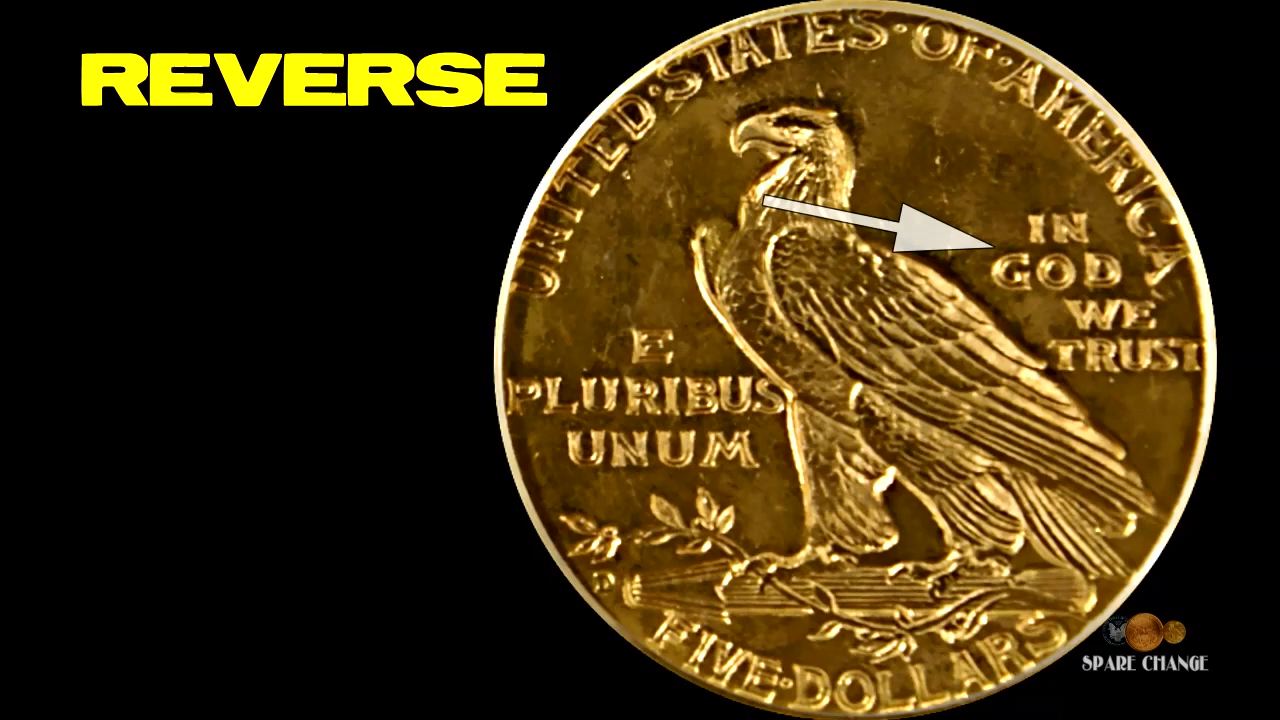 REVERSE
UNITED·STATES·OF·AMERICA
IN
GOD
WE
TRUST
E
PLURIBUS
UNUM
FIVE·DOLLARS
SPARE CHANGE